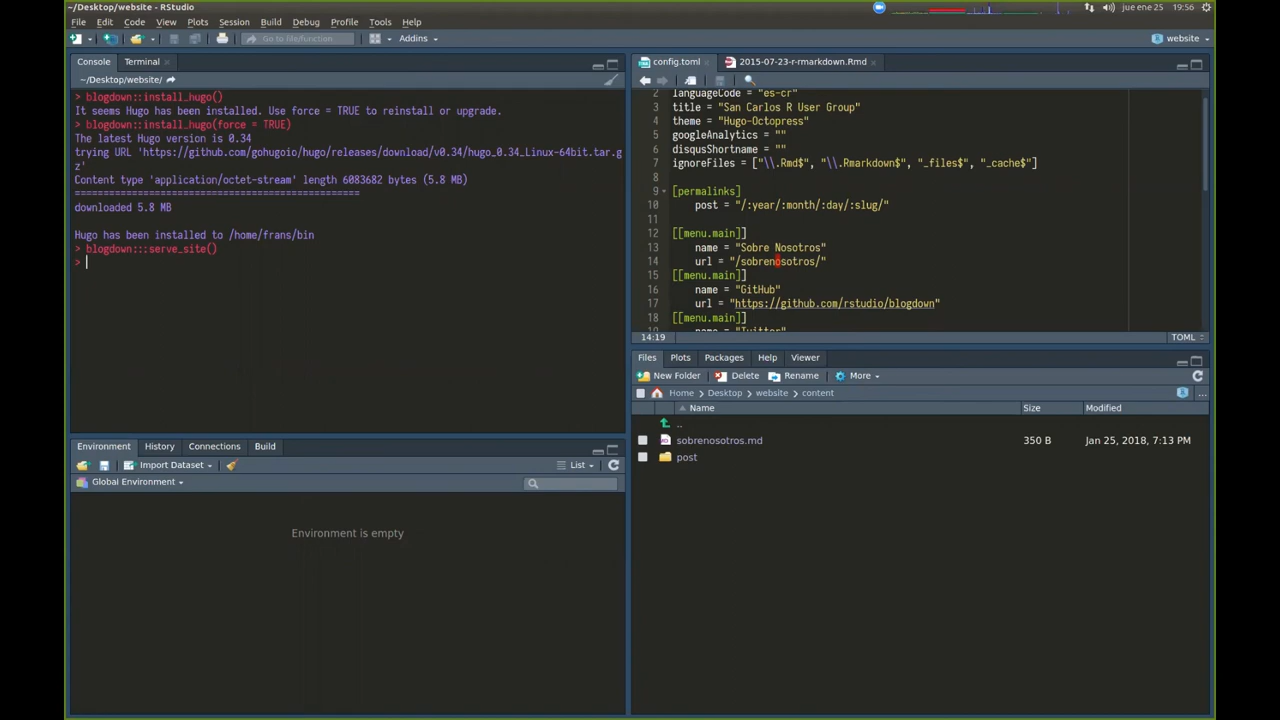 ~/Desktop/website - RStudio
jue ene 25
19:56
File Edit Code View Plots Session Build Debug Profile Tools Help
Go to file/function
Addins
website
Console Terminal
~/Desktop/website/
> blogdown::install_hugo()
It seems Hugo has been installed. Use force = TRUE to reinstall or upgrade.
> blogdown::install_hugo(force = TRUE)
The latest Hugo version is 0.34
trying URL 'https://github.com/gohugoio/hugo/releases/download/v0.34/hugo_0.34_Linux-64bit.tar.g
z'
Content type 'application/octet-stream' length 6083682 bytes (5.8 MB)
==================================================
downloaded 5.8 MB
Hugo has been installed to /home/frans/bin
> blogdown:::serve_site()
>
config.toml 2015-07-23-r-rmarkdown.Rmd
2 languageCode = "es-cr"
3 title = "San Carlos R User Group"
4 theme = "Hugo-Octopress"
5 googleAnalytics = ""
6 disqusShortname = ""
7 ignoreFiles = ["\\.Rmd$", "\\.Rmarkdown$", "_files$", "_cache$"]
8
9 [permalinks]
10 post = "/:year/:month/:day/:slug/"
11
12 [[menu.main]]
13 name = "Sobre Nosotros"
14 url = "/sobrenosotros/"
15 [[menu.main]]
16 name = "GitHub"
17 url = "https://github.com/rstudio/blogdown"
18 [[menu.main]]
19 name = "Twitter"
14:19
TOML
Environment History Connections Build
Import Dataset
List
Global Environment
Environment is empty
Files Plots Packages Help Viewer
New Folder Delete Rename More
Home Desktop website content
...
Name Size Modified
..
sobrenosotros.md 350 B Jan 25, 2018, 7:13 PM
post